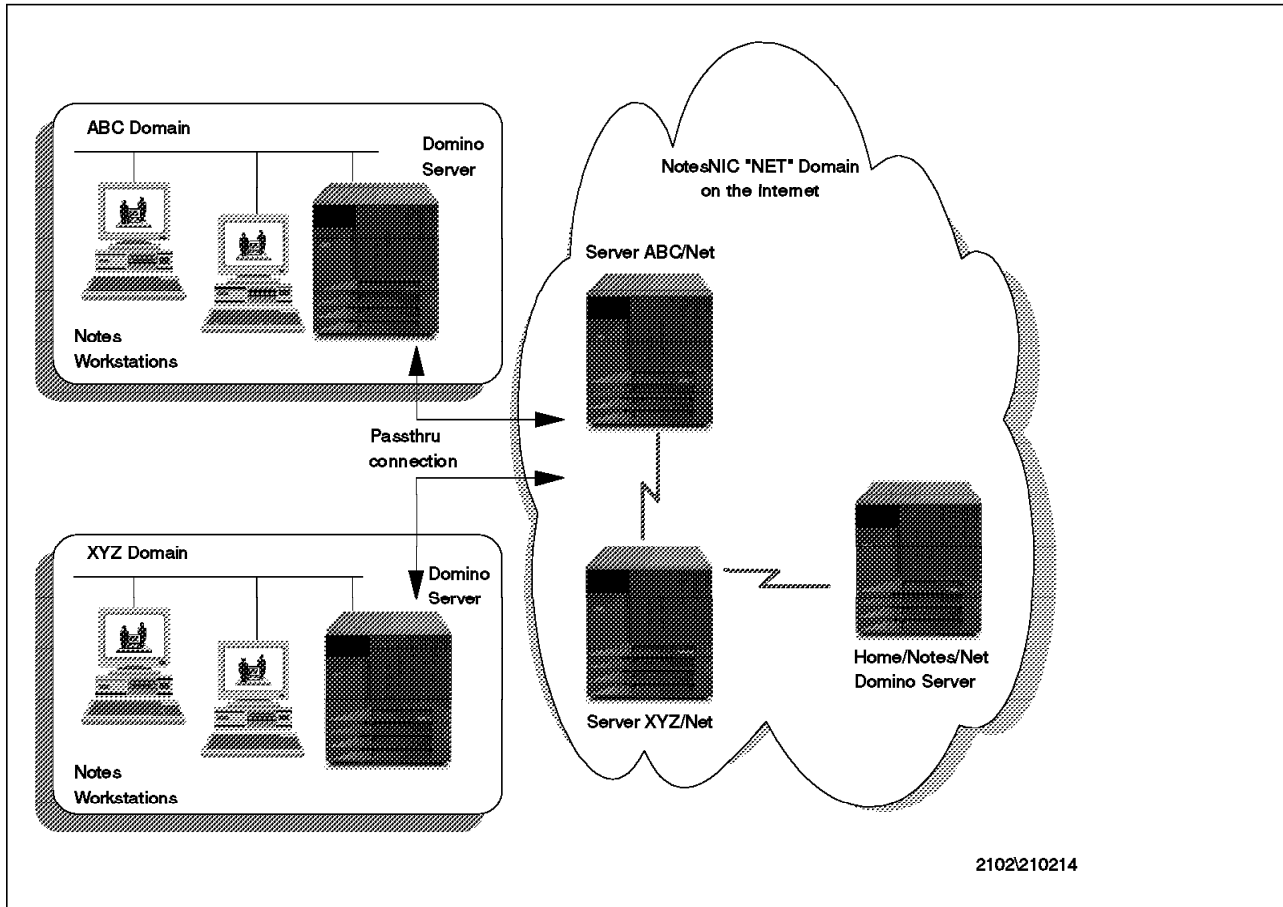 ABC Domain
Domino
Server
Notes
Workstations
NotesNIC "NET" Domain
on the Internet
Server ABC/Net
Passthru
connection
XYZ Domain
Domino
Server
Notes
Workstations
Server XYZ/Net
Home/Notes/Net
Domino Server
2102\210214